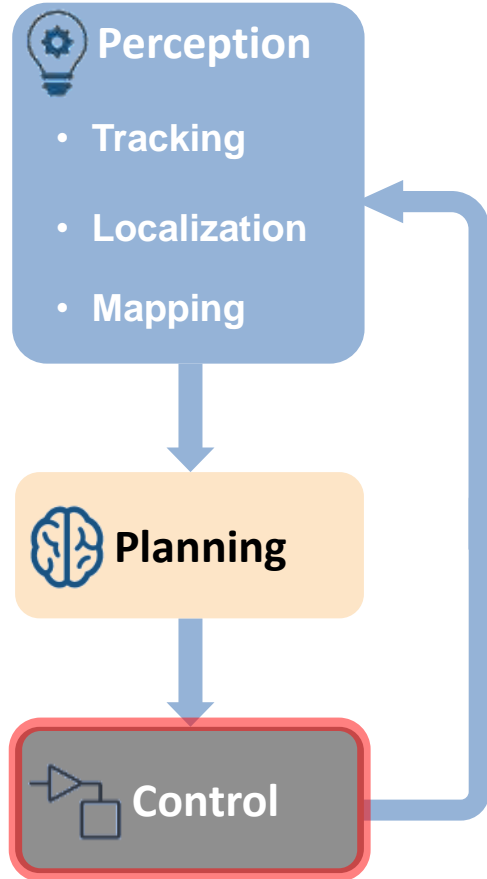 Perception
• Tracking
• Localization
• Mapping
Planning
Control